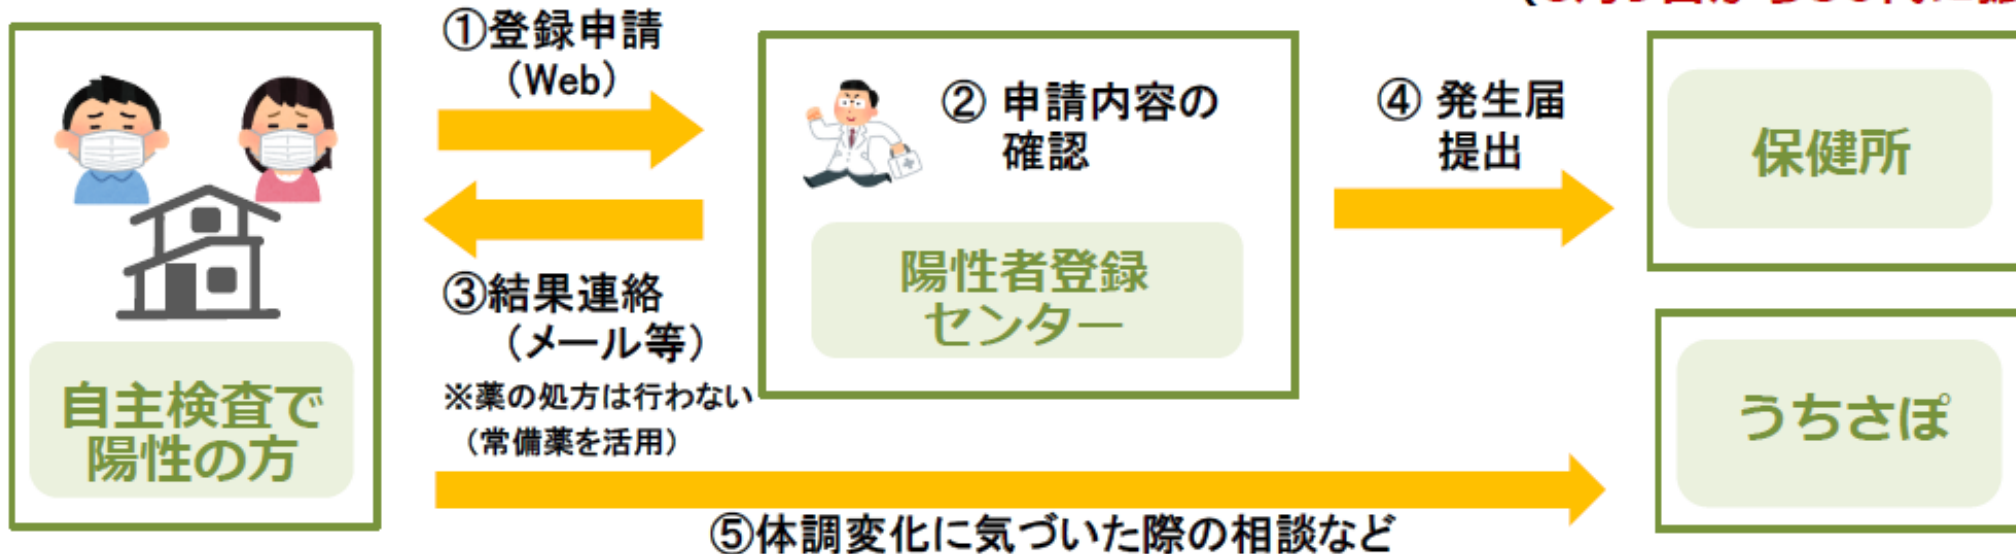 ①登録申請
（Web）
② 申請内容の
確認
④ 発生届
提出
保健所
陽性者登録
センター
③結果連絡
（メール等）
※薬の処方は行わない
（常備薬を活用）
自主検査で
陽性の方
うちさぽ
⑤体調変化に気づいた際の相談など